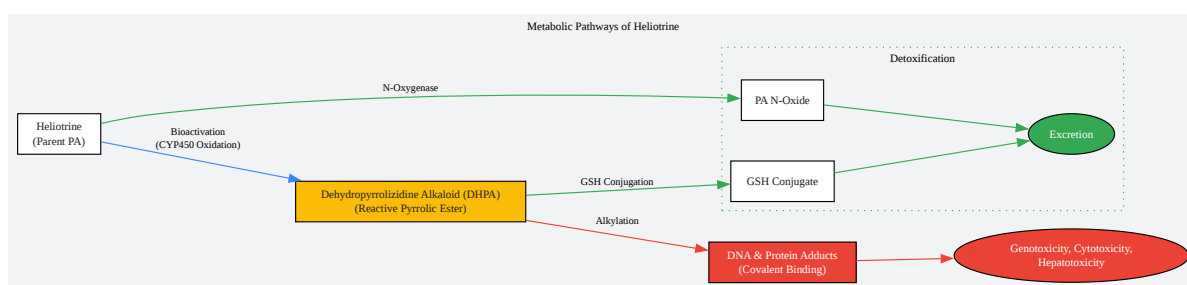 Metabolic Pathways of Heliotrine
Detoxification
N-Oxygenase
PA N-Oxide
Heliotrine
(Parent PA)
Bioactivation
(CYP450 Oxidation)
Excretion
GSH Conjugation
GSH Conjugate
Dehydropyrrolizidine Alkaloid (DHPA)
(Reactive Pyrrolic Ester)
Alkylation
DNA & Protein Adducts
(Covalent Binding)
Genotoxicity, Cytotoxicity,
Hepatotoxicity